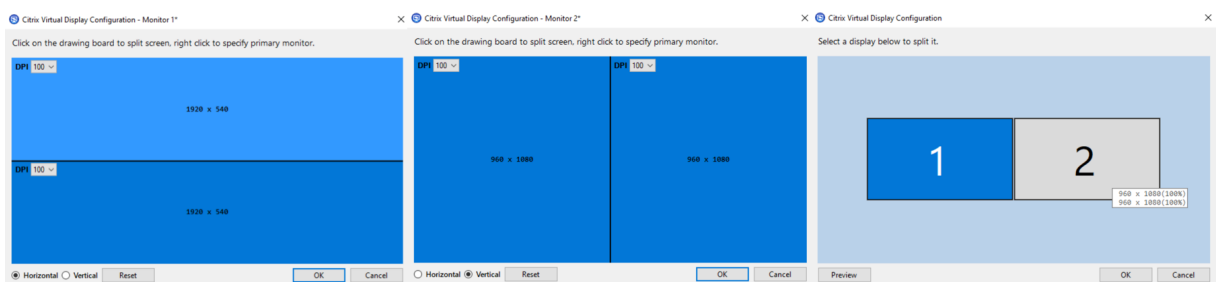 Citrix Virtual Display Configuration - Monitor 1*
Click on the drawing board to split screen, right click to specify primary monitor.
DPI 100
1920 x 540
DPI 100
1920 x 540
Horizontal Vertical Reset OK Cancel
Citrix Virtual Display Configuration - Monitor 2*
Click on the drawing board to split screen, right click to specify primary monitor.
DPI 100 DPI 100
960 x 1080 960 x 1080
Horizontal Vertical Reset OK Cancel
Citrix Virtual Display Configuration
Select a display below to split it.
1 2
960 x 1080(100%)
960 x 1080(100%)
Preview OK Cancel